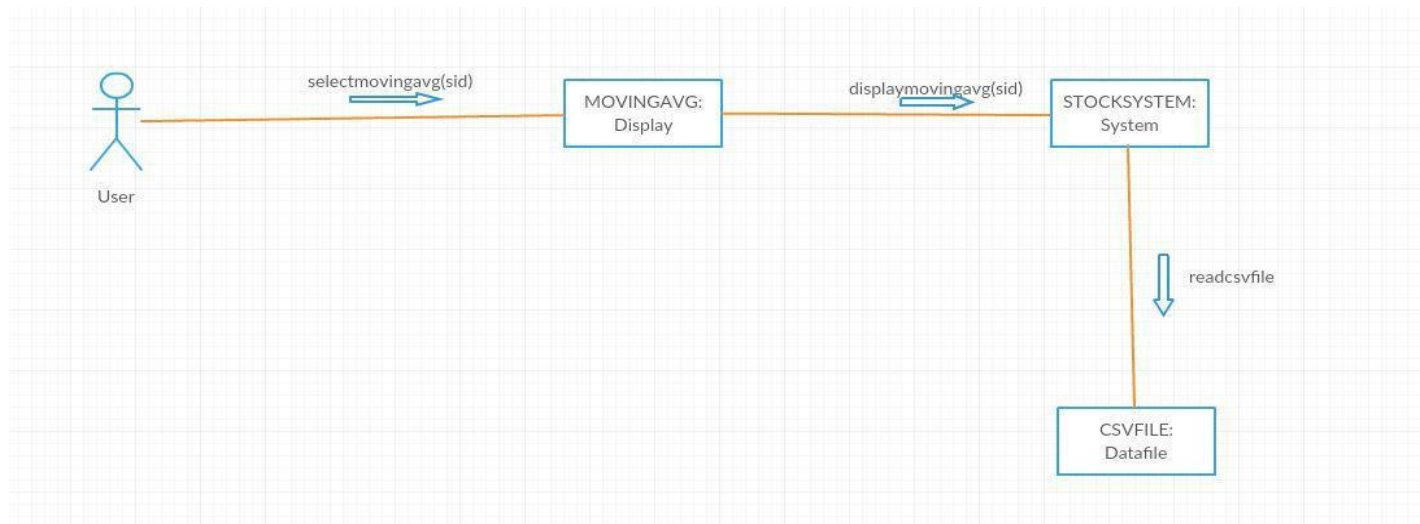 selectmovingavg(sid)
displaymovingavg(sid)
MOVINGAVG:
Display
STOCKSYSTEM:
System
User
readcsvfile
CSVFILE:
Datafile